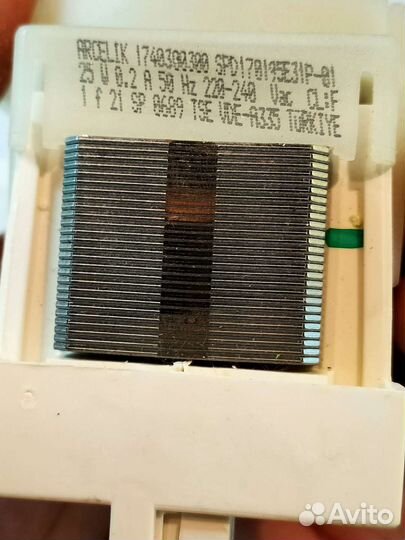 ARCELIK 1740300300 SPD170195E31P-01
25 W 0.2 A 50 Hz 220-240 Vac CL:F
1 f 21 SP 0689 TSE VDE-A335 TURKIYE
Avito